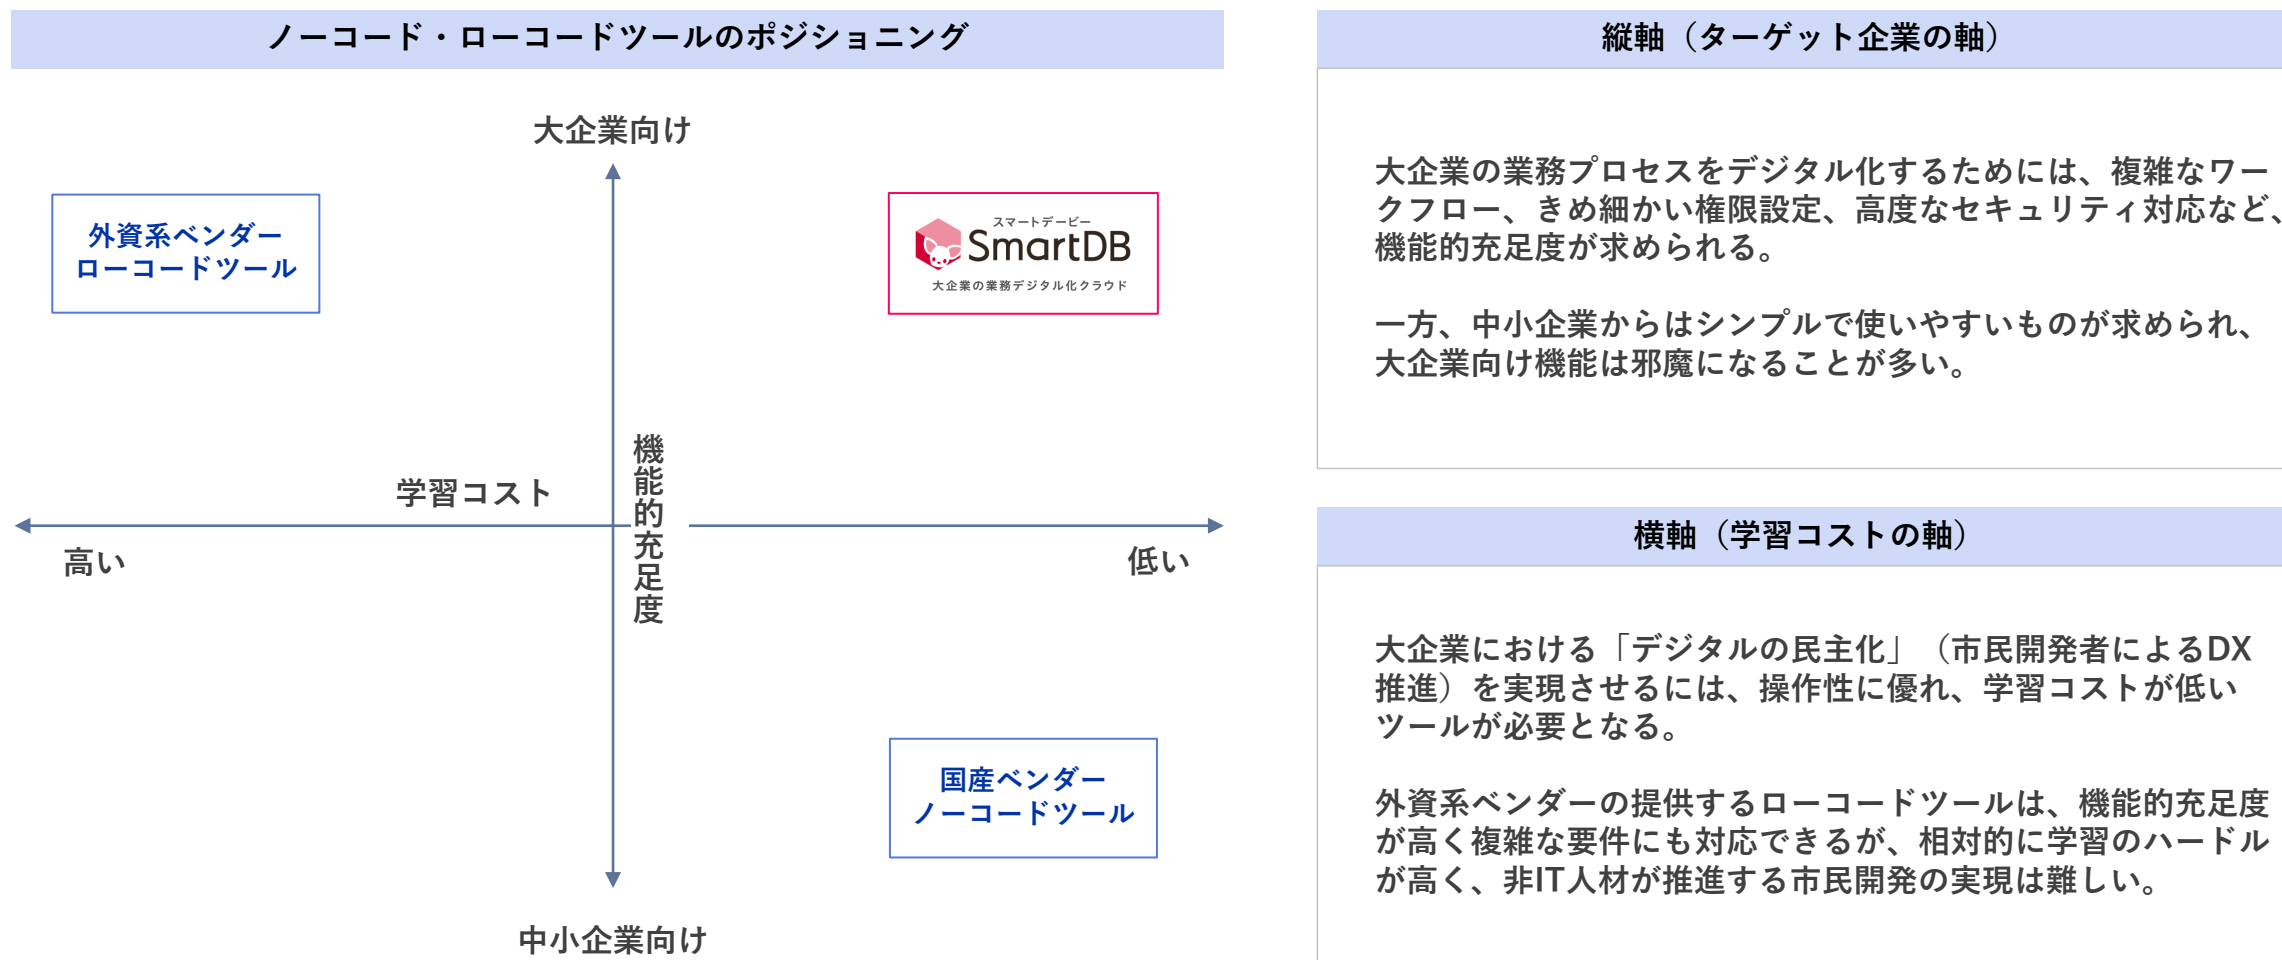 ノーコード・ローコードツールのポジショニング
大企業向け
外資系ベンダー
ローコードツール
スマートデービー
SmartDB
大企業の業務デジタル化クラウド
学習コスト
機能的充足度
高い
低い
国産ベンダー
ノーコードツール
中小企業向け
縦軸（ターゲット企業の軸）
大企業の業務プロセスをデジタル化するためには、複雑なワー
クフロー、きめ細かい権限設定、高度なセキュリティ対応など、
機能的充足度が求められる。
一方、中小企業からはシンプルで使いやすいものが求められ、
大企業向け機能は邪魔になることが多い。
横軸（学習コストの軸）
大企業における「デジタルの民主化」（市民開発者によるDX
推進）を実現させるには、操作性に優れ、学習コストが低い
ツールが必要となる。
外資系ベンダーの提供するローコードツールは、機能的充足度
が高く複雑な要件にも対応できるが、相対的に学習のハードル
が高く、非IT人材が推進する市民開発の実現は難しい。